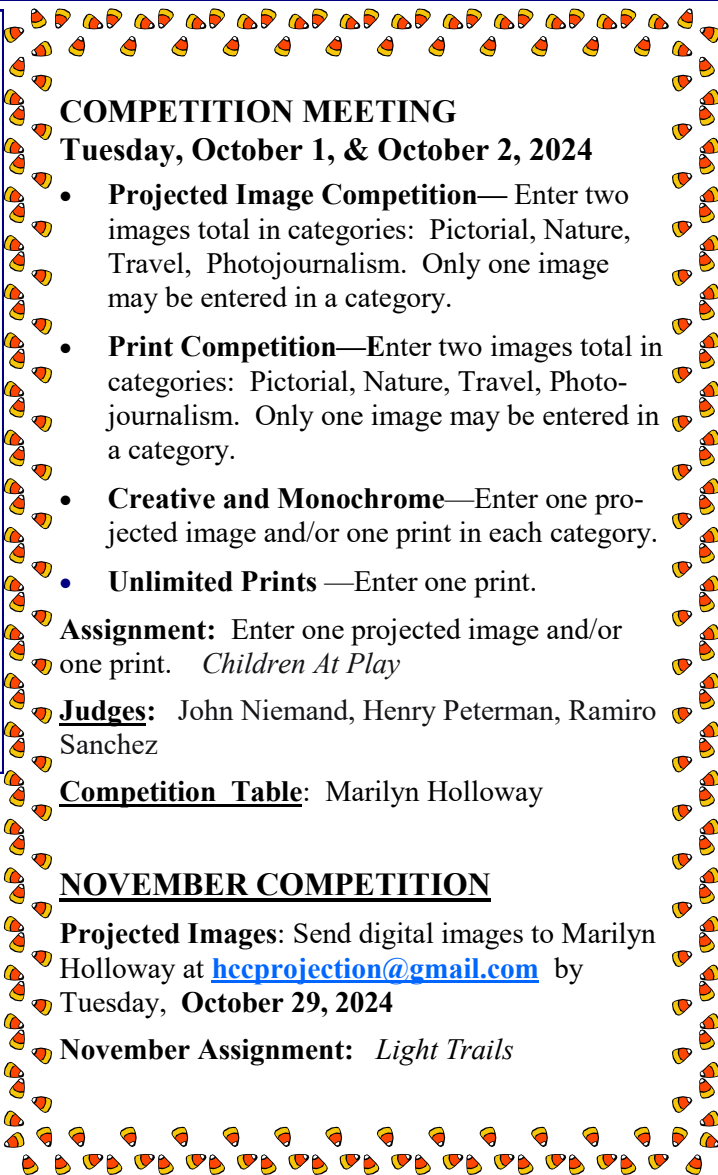 COMPETITION MEETING
Tuesday, October 1, & October 2, 2024
• Projected Image Competition— Enter two
images total in categories: Pictorial, Nature,
Travel, Photojournalism. Only one image
may be entered in a category.
• Print Competition—Enter two images total in
categories: Pictorial, Nature, Travel, Photo-
journalism. Only one image may be entered in
a category.
• Creative and Monochrome—Enter one pro-
jected image and/or one print in each category.
• Unlimited Prints —Enter one print.
Assignment: Enter one projected image and/or
one print. Children At Play
Judges: John Niemand, Henry Peterman, Ramiro
Sanchez
Competition Table: Marilyn Holloway
NOVEMBER COMPETITION
Projected Images: Send digital images to Marilyn
Holloway at hccprojection@gmail.com by
Tuesday, October 29, 2024
November Assignment: Light Trails